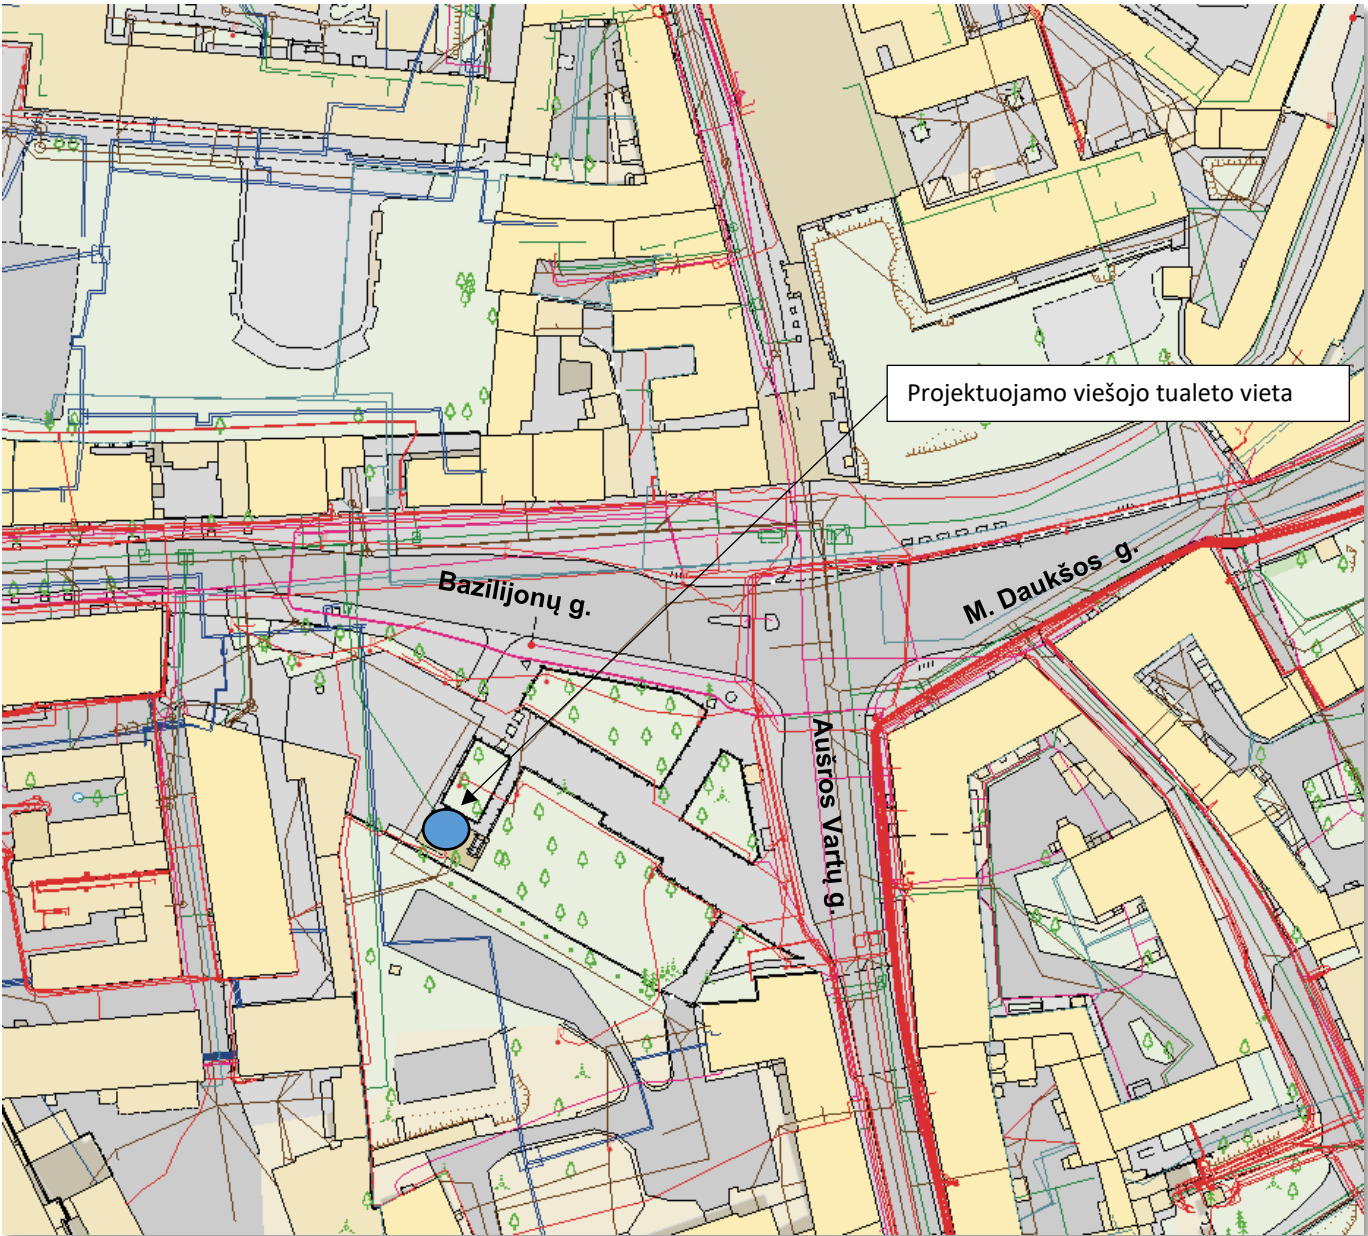 Projektuojamo viešojo tualeto vieta
Bazilijonų g.
M. Daukšos g.
Aušros Vartų g.